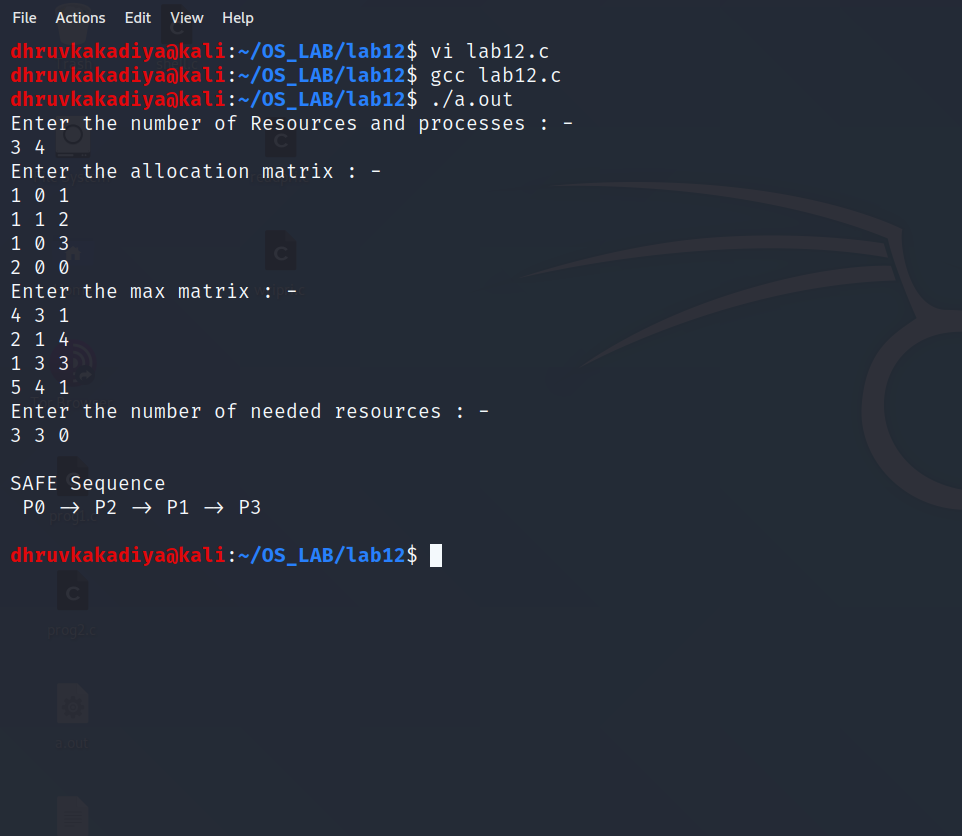 File Actions Edit View Help
dhruvkakadiya@kali:~/OS_LAB/lab12$ vi lab12.c
dhruvkakadiya@kali:~/OS_LAB/lab12$ gcc lab12.c
dhruvkakadiya@kali:~/OS_LAB/lab12$ ./a.out
Enter the number of Resources and processes : -
3 4
Enter the allocation matrix : -
1 0 1
1 1 2
1 0 3
2 0 0
Enter the max matrix : -
4 3 1
2 1 4
1 3 3
5 4 1
Enter the number of needed resources : -
3 3 0
SAFE Sequence
P0 → P2 → P1 → P3
dhruvkakadiya@kali:~/OS_LAB/lab12$
prog2.c
a.out